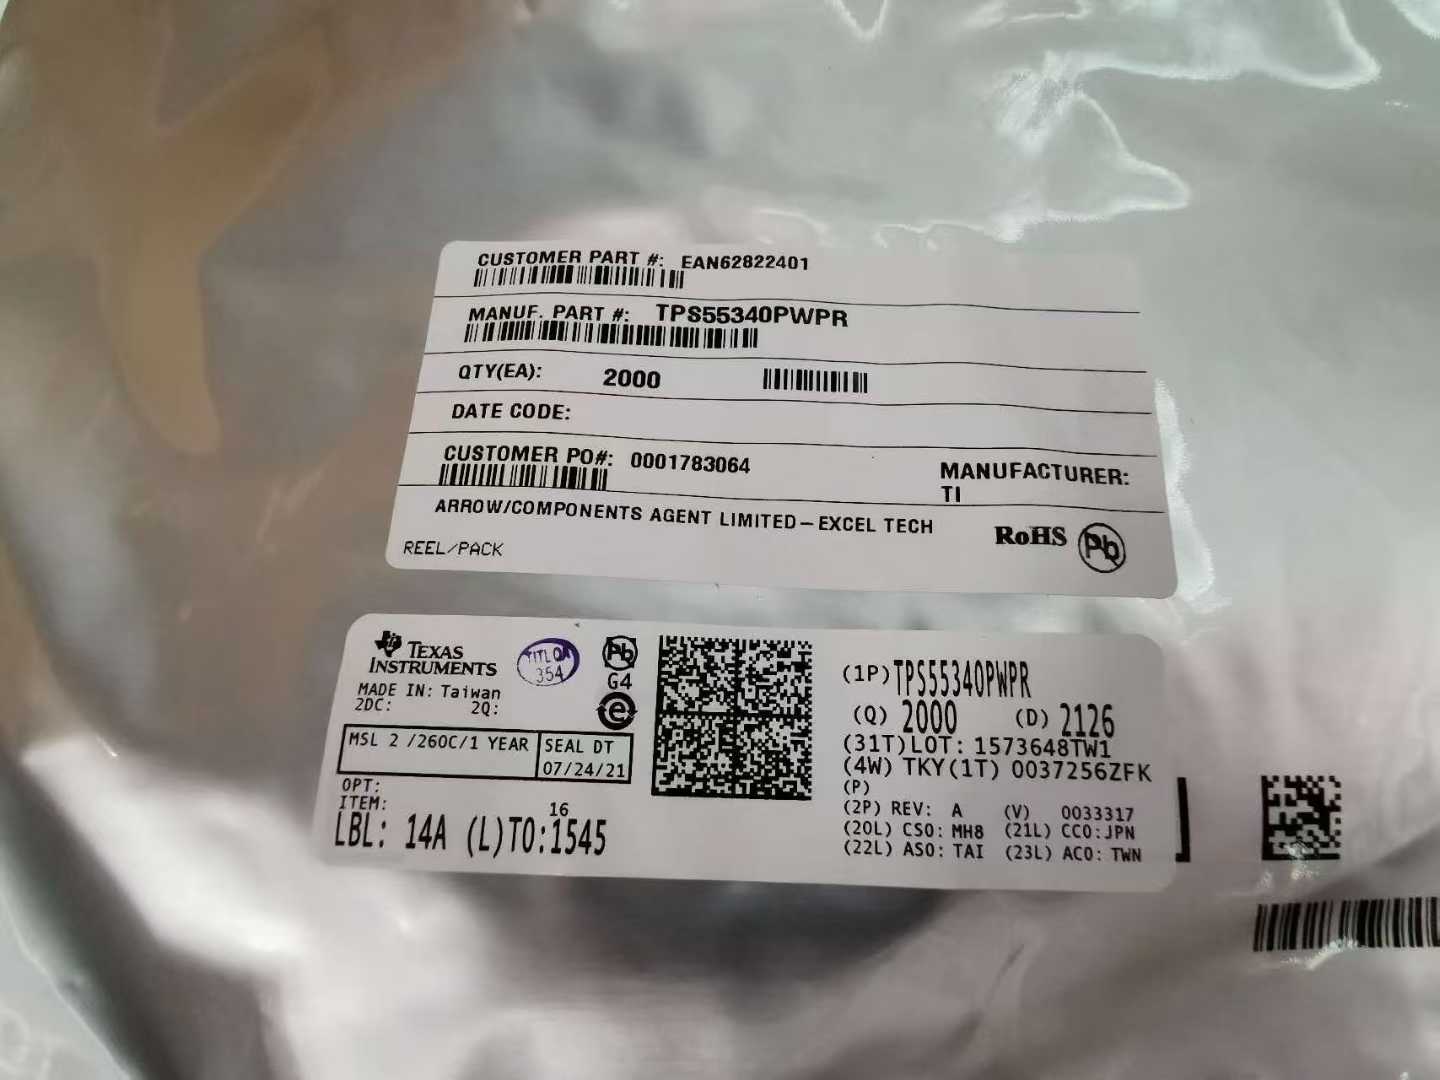 CUSTOMER PART #: EAN62822401
MANUF. PART #: TPS55340PWPR
QTY(EA): 2000
DATE CODE:
CUSTOMER PO#: 0001783064
MANUFACTURER:
TI
ARROW/COMPONENTS AGENT LIMITED-EXCEL TECH
RoHS Pb
REEL/PACK
TEXAS
INSTRUMENTS
MADE IN: Taiwan
2DC: 2Q:
TITL QA
354
Pb
G4
e
MSL 2 /260C/1 YEAR
SEAL DT
07/24/21
OPT:
ITEM:
16
LBL: 14A (L)TO:1545
(1P)TPS55340PWPR
(Q) 2000 (D) 2126
(31T)LOT: 1573648TW1
(4W) TKY(1T) 0037256ZFK
(P)
(2P) REV: A (V) 0033317
(20L) CSO: MH8 (21L) CCO:JPN
(22L) ASO: TAI (23L) ACO: TWN